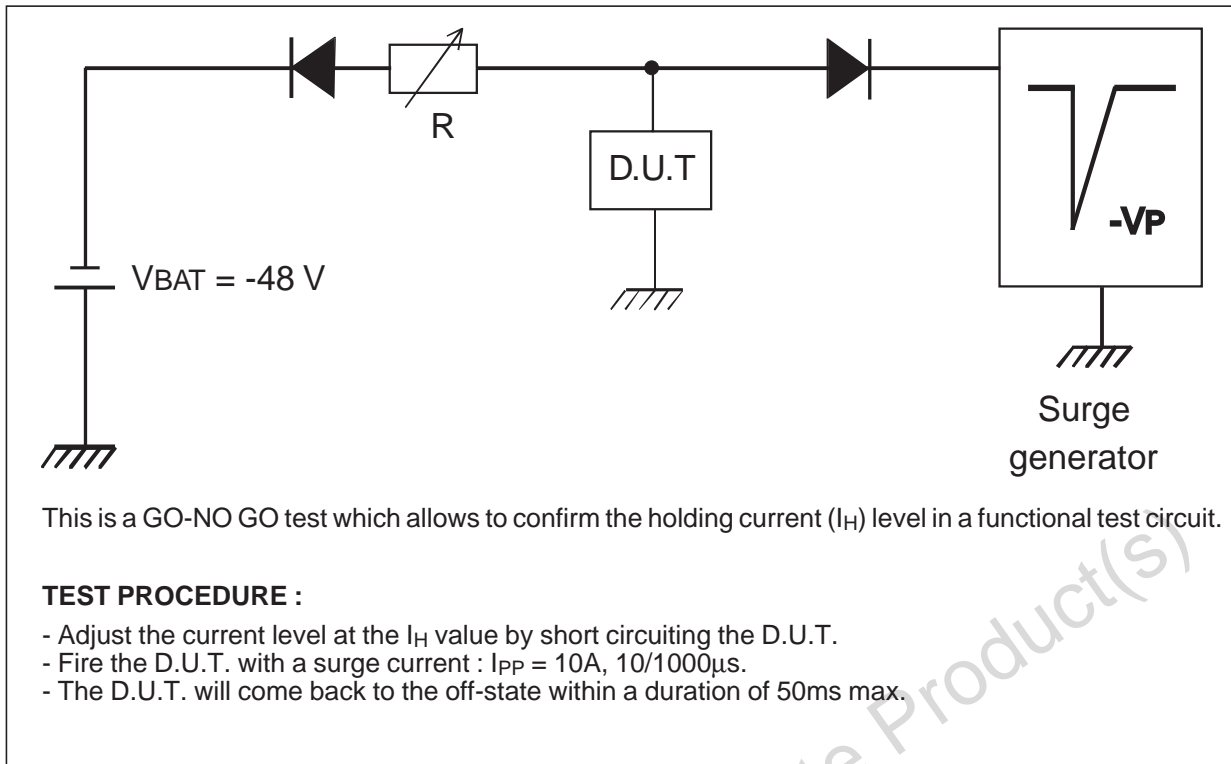 R
D.U.T
-VP
VBAT = -48 V
Surge
generator
This is a GO-NO GO test which allows to confirm the holding current (IH) level in a functional test circuit.
TEST PROCEDURE :
- Adjust the current level at the IH value by short circuiting the D.U.T.
- Fire the D.U.T. with a surge current : IPP = 10A, 10/1000µs.
- The D.U.T. will come back to the off-state within a duration of 50ms max.
Product(s)